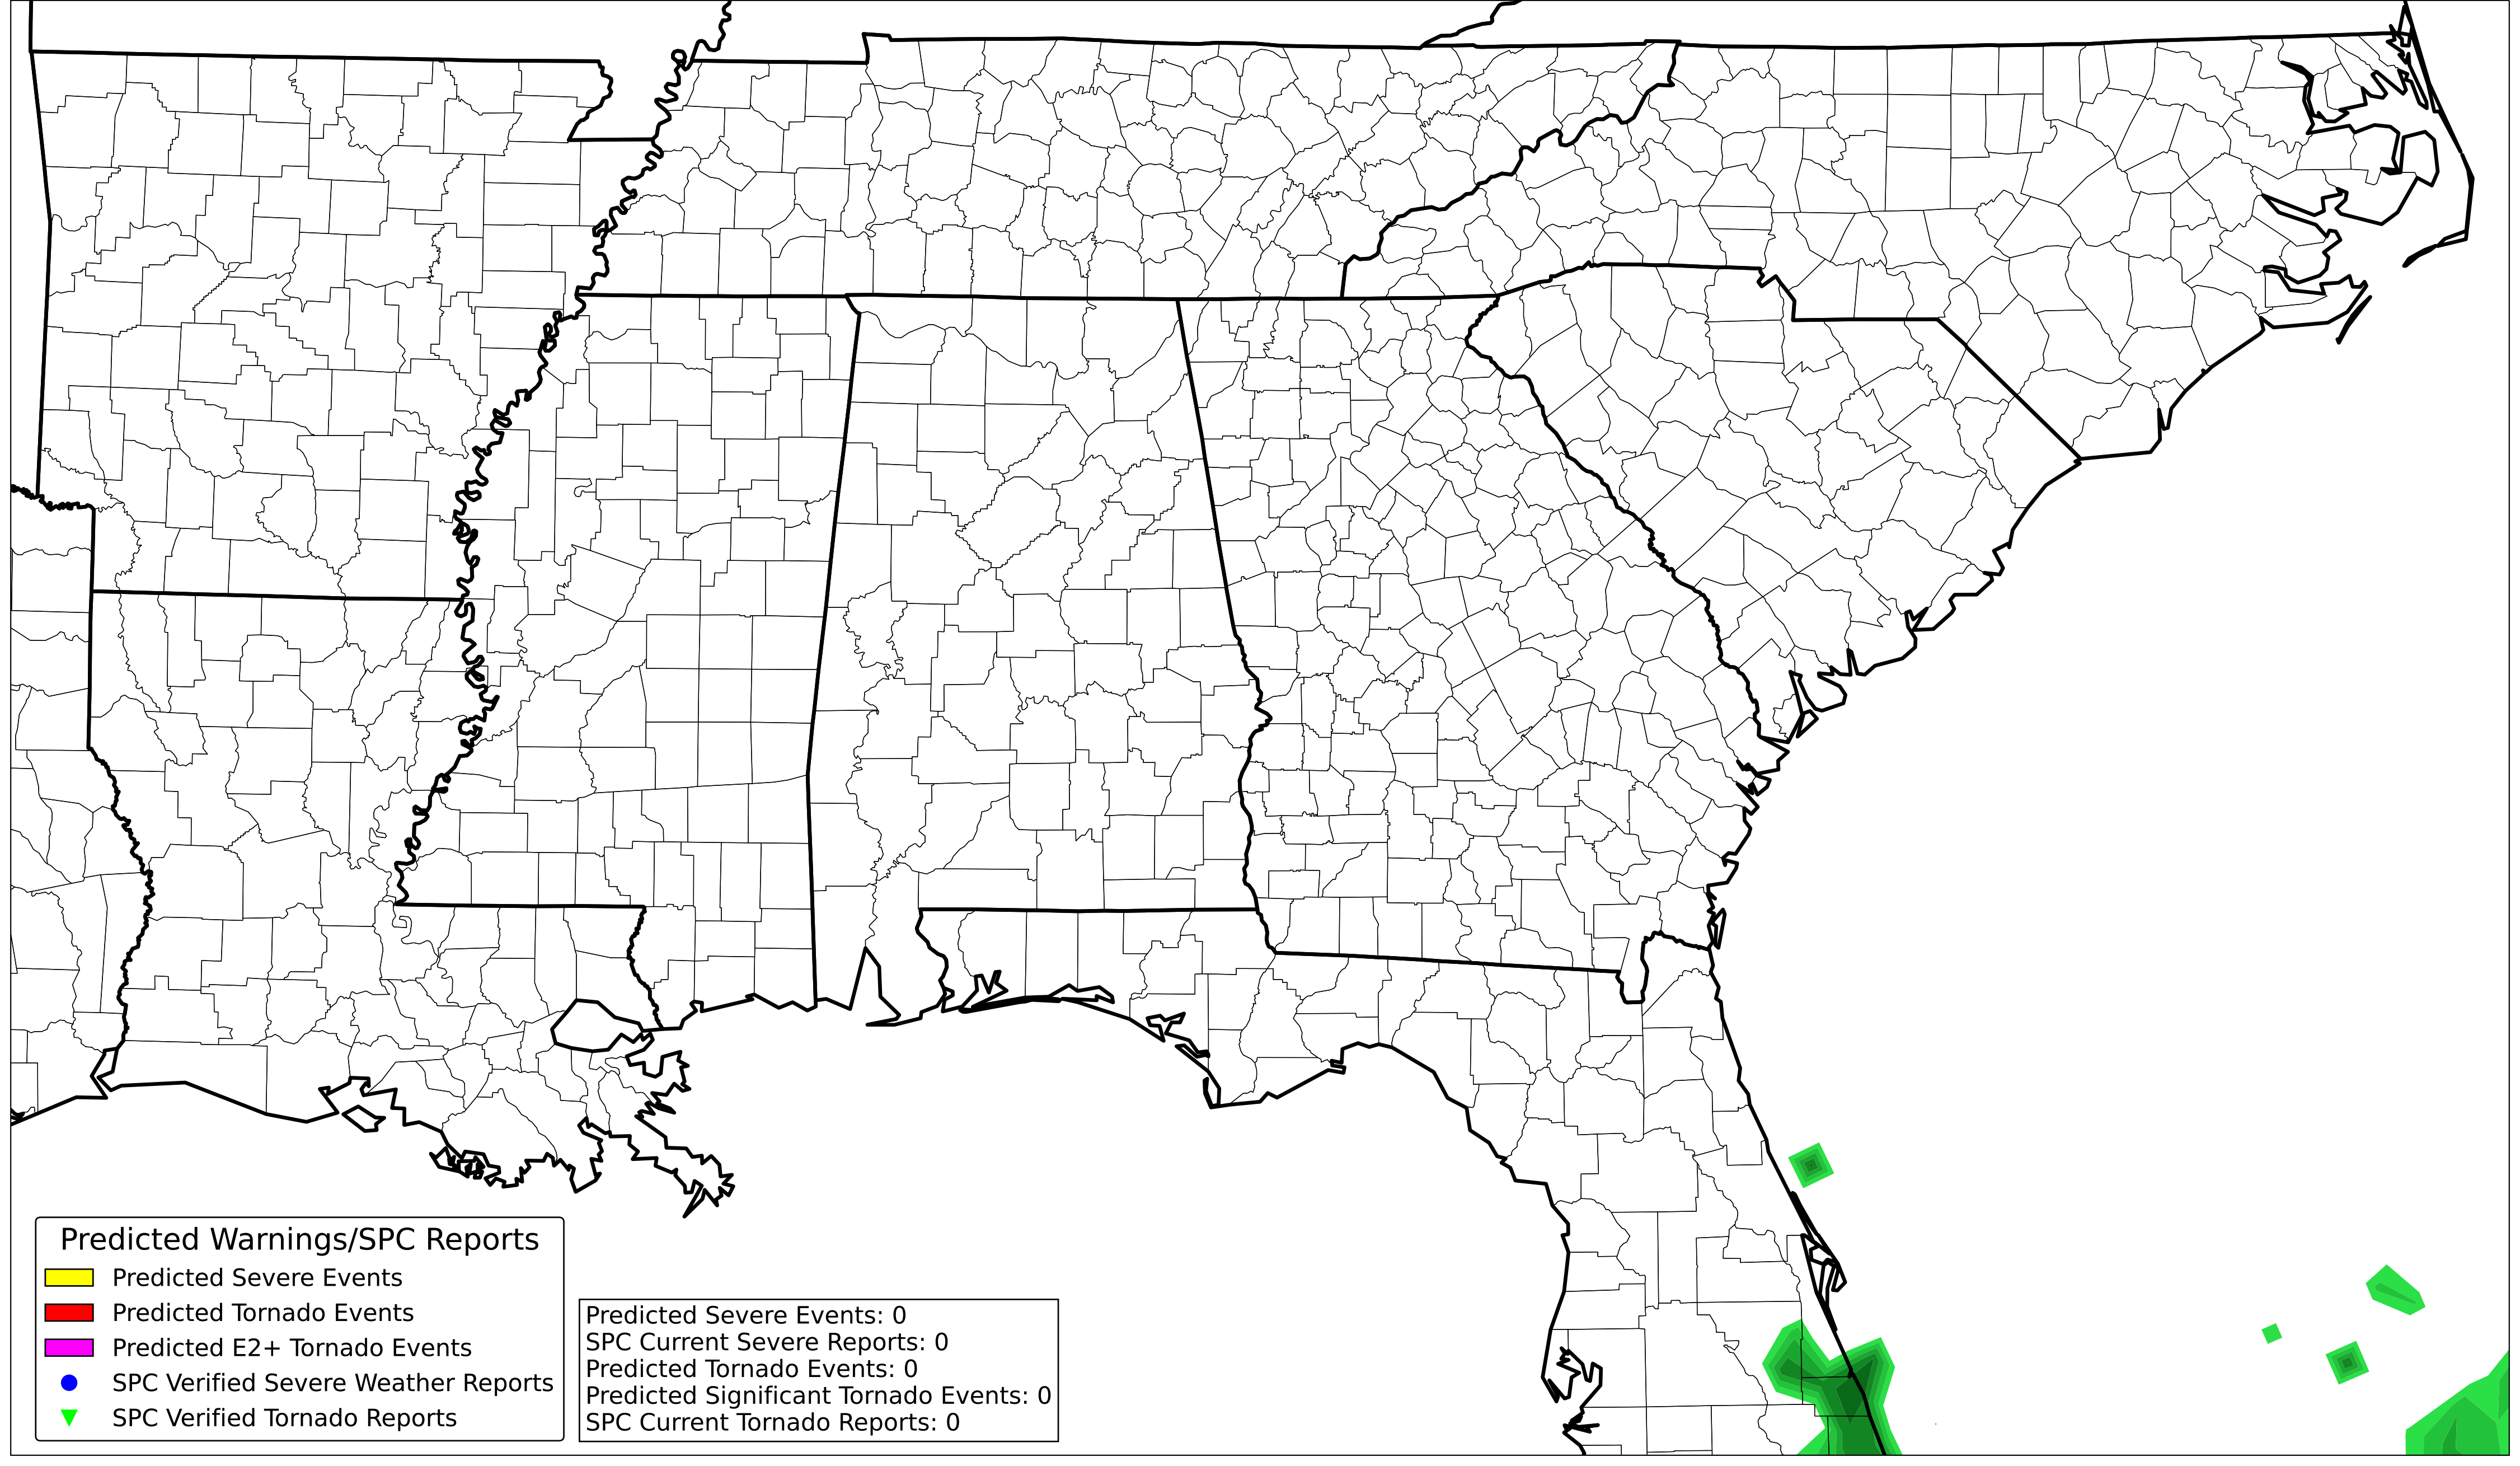 Predicted Warnings/SPC Reports
Predicted Severe Events
Predicted Tornado Events
Predicted E2+ Tornado Events
SPC Verified Severe Weather Reports
SPC Verified Tornado Reports
Predicted Severe Events: 0
SPC Current Severe Reports: 0
Predicted Tornado Events: 0
Predicted Significant Tornado Events: 0
SPC Current Tornado Reports: 0